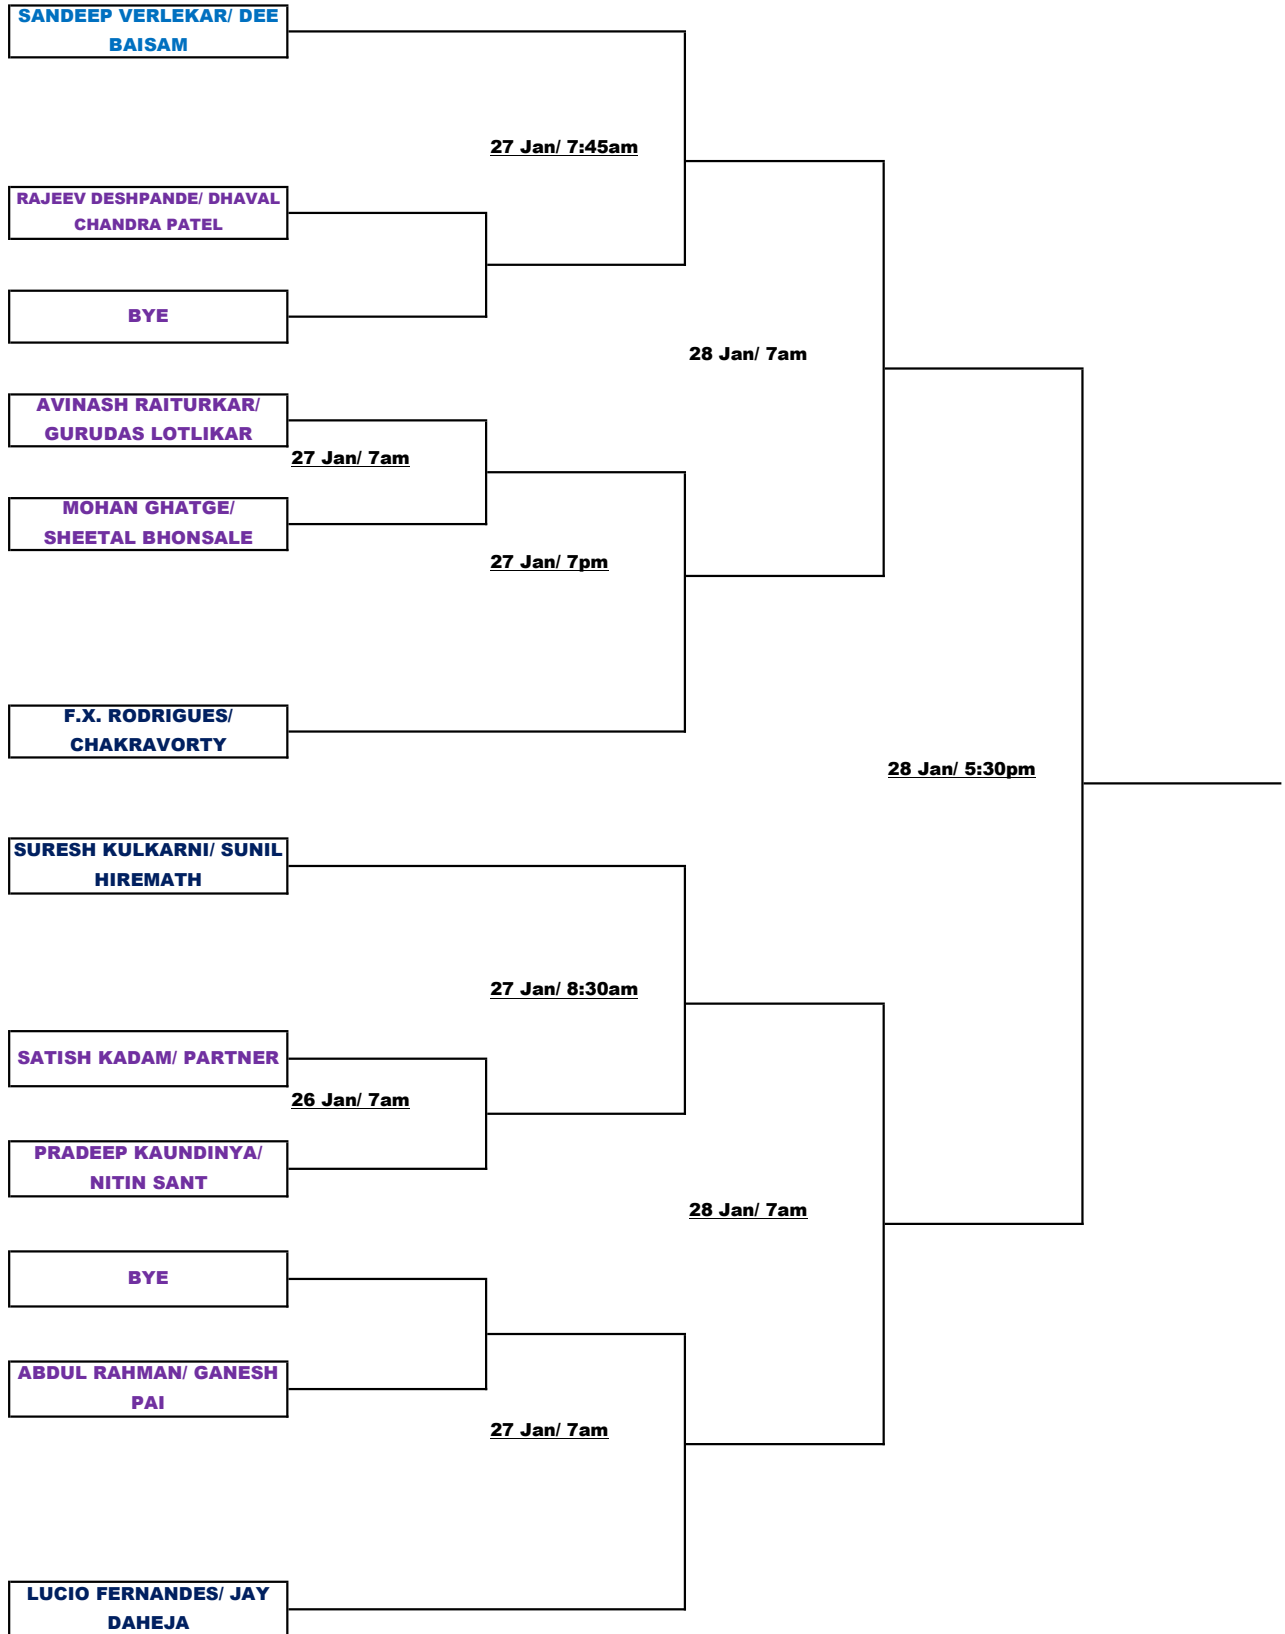 SANDEEP VERLEKAR/ DEE
BAISAM
27 Jan/ 7:45am
RAJEEV DESHPANDE/ DHAVAL
CHANDRA PATEL
BYE
28 Jan/ 7am
AVINASH RAITURKAR/
GURUDAS LOTLIKAR
27 Jan/ 7am
MOHAN GHATGE/
SHEETAL BHONSALE
27 Jan/ 7pm
F.X. RODRIGUES/
CHAKRAVORTY
28 Jan/ 5:30pm
SURESH KULKARNI/ SUNIL
HIREMATH
27 Jan/ 8:30am
SATISH KADAM/ PARTNER
26 Jan/ 7am
PRADEEP KAUNDINYA/
NITIN SANT
28 Jan/ 7am
BYE
ABDUL RAHMAN/ GANESH
PAI
27 Jan/ 7am
LUCIO FERNANDES/ JAY
DAHEJA